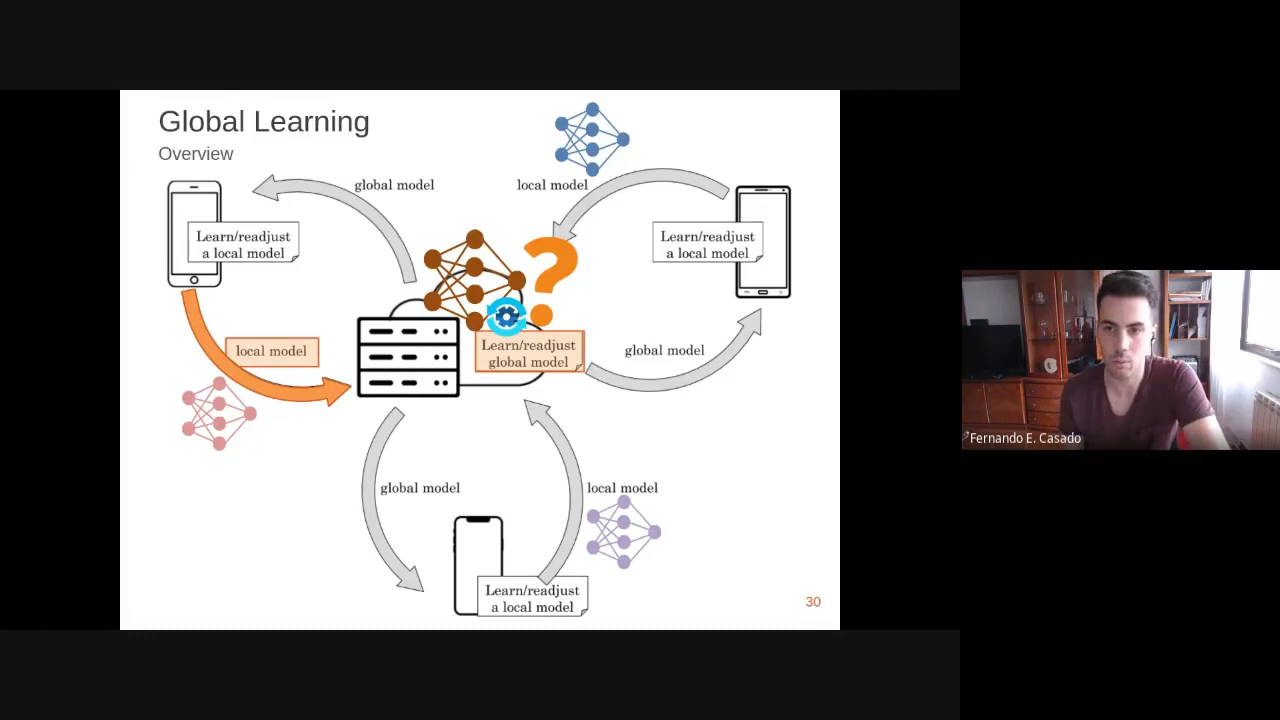 Global Learning
Overview
global model
local model
Learn/readjust
a local model
Learn/readjust
a local model
local model
Learn/readjust
global model
global model
Fernando E. Casado
global model
local model
Learn/readjust
a local model
30